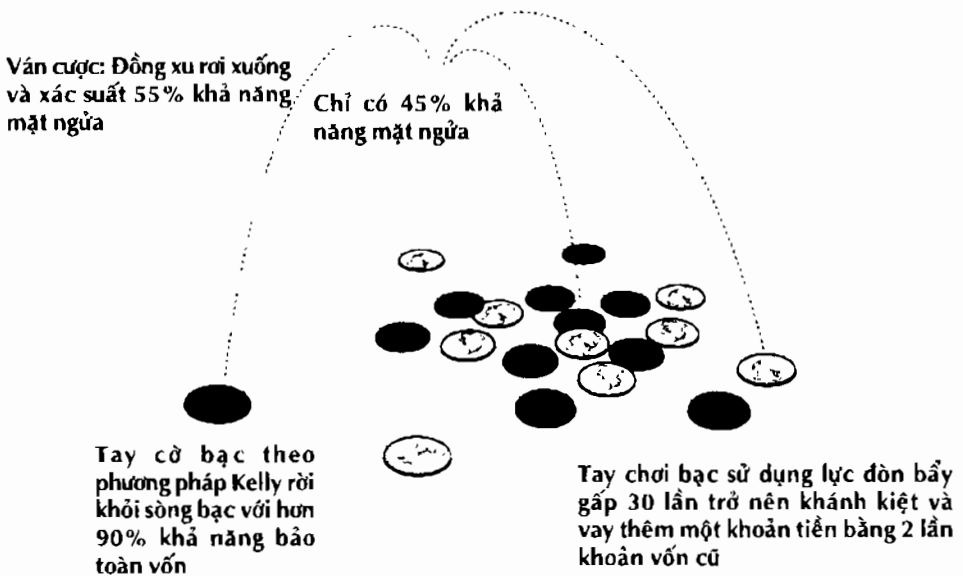 Ván cược: Đồng xu rơi xuống
và xác suất 55% khả năng
mặt ngửa
Chỉ có 45% khả
năng mặt ngửa
Tay cờ bạc theo
phương pháp Kelly rời
khỏi sòng bạc với hơn
90% khả năng bảo
toàn vốn
Tay chơi bạc sử dụng lực đòn bẩy
gấp 30 lần trở nên khánh kiệt và
vay thêm một khoản tiền bằng 2 lần
khoản vốn cũ